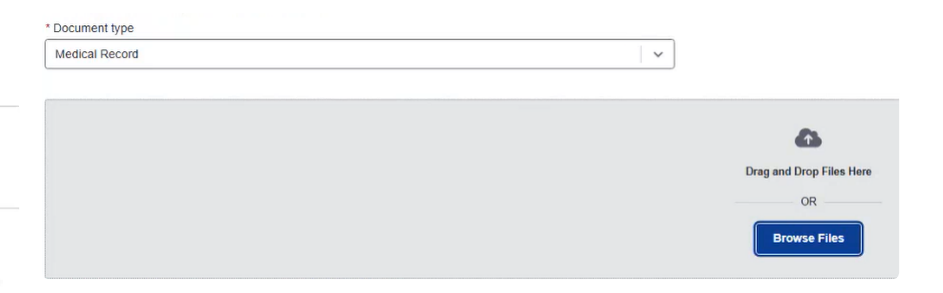 * Document type
Medical Record
Drag and Drop Files Here
OR
Browse Files